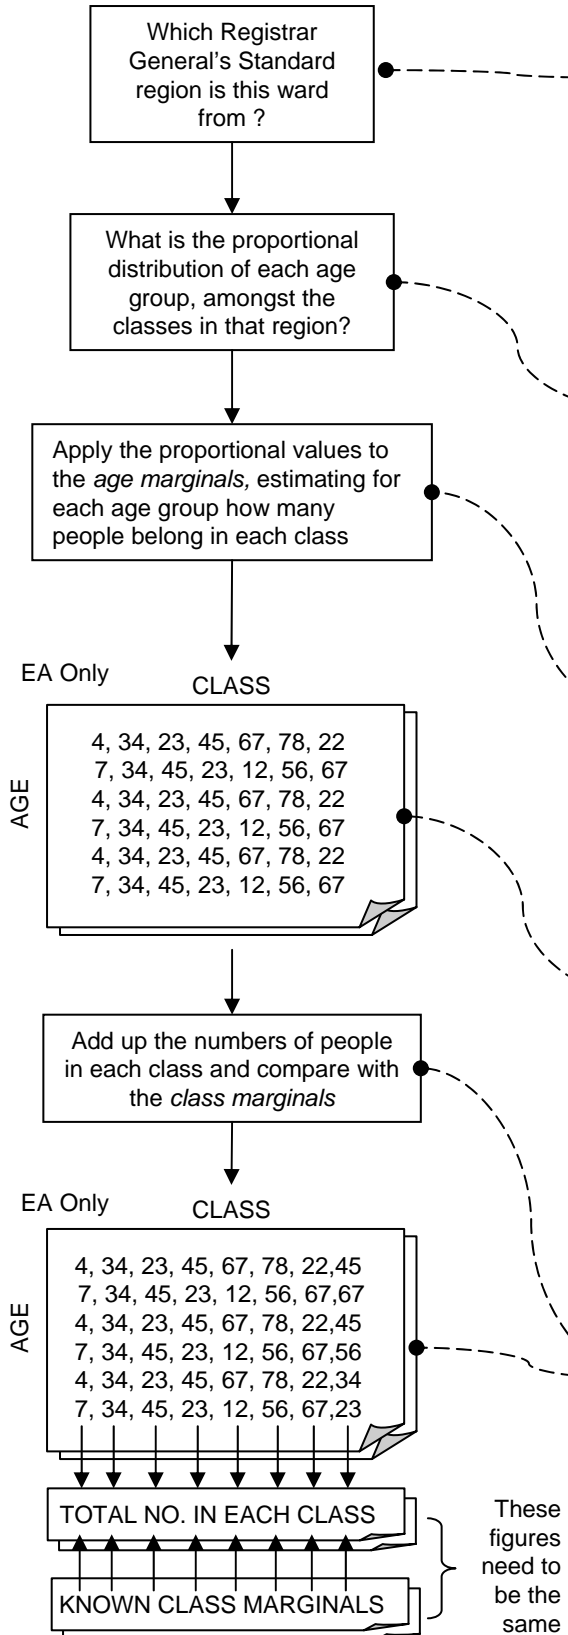 Which Registrar
General's Standard
region is this ward
from ?
What is the proportional
distribution of each age
group, amongst the
classes in that region?
Apply the proportional values to
the age marginals, estimating for
each age group how many
people belong in each class
EA Only
CLASS
AGE
4, 34, 23, 45, 67, 78, 22
7, 34, 45, 23, 12, 56, 67
4, 34, 23, 45, 67, 78, 22
7, 34, 45, 23, 12, 56, 67
4, 34, 23, 45, 67, 78, 22
7, 34, 45, 23, 12, 56, 67
Add up the numbers of people
in each class and compare with
the class marginals
EA Only
CLASS
AGE
4, 34, 23, 45, 67, 78, 22,45
7, 34, 45, 23, 12, 56, 67,67
4, 34, 23, 45, 67, 78, 22,45
7, 34, 45, 23, 12, 56, 67,56
4, 34, 23, 45, 67, 78, 22,34
7, 34, 45, 23, 12, 56, 67,23
TOTAL NO. IN EACH CLASS
KNOWN CLASS MARGINALS
These
figures
need to
be the
same